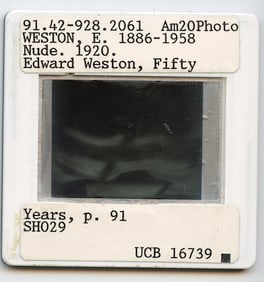 91.42-928.2061 Am20Photo
WESTON, E. 1886-1958
Nude. 1920.
Edward Weston, Fifty
Years, p. 91
SH029
UCB 16739